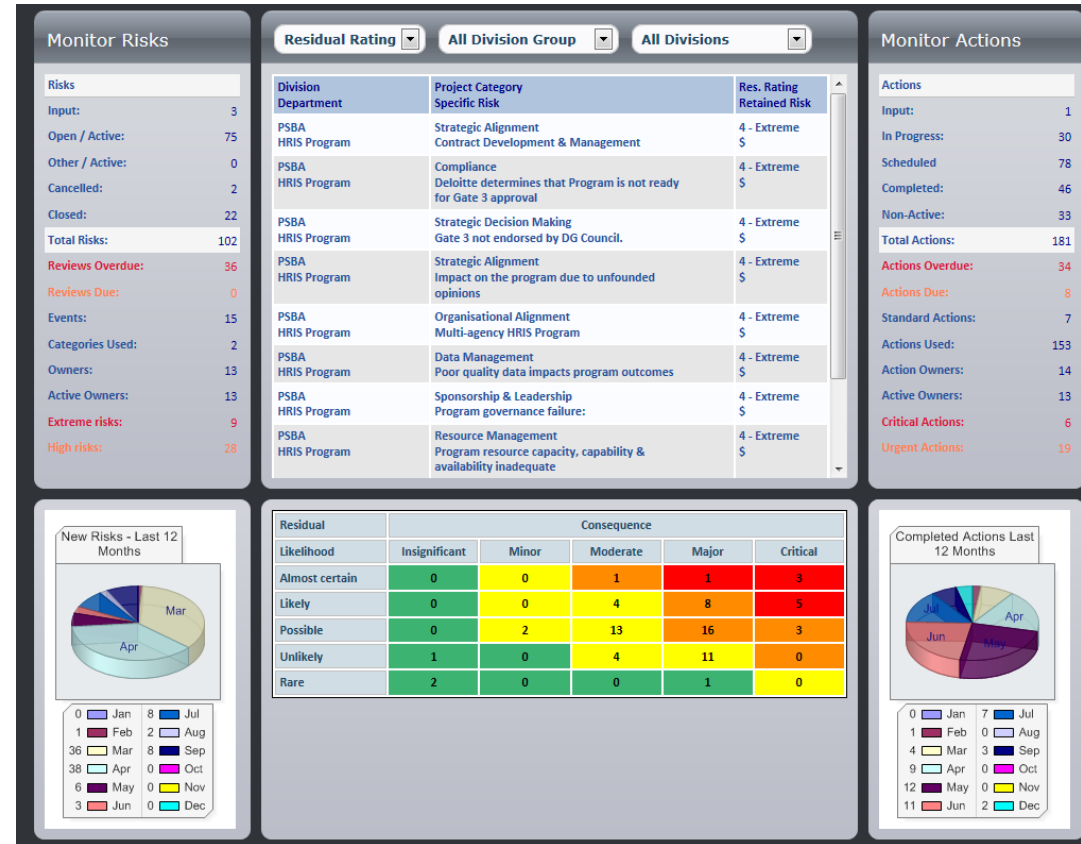 Monitor Risks
Risks
Input: 3
Open / Active: 75
Other / Active: 0
Cancelled: 2
Closed: 22
Total Risks: 102
Reviews Overdue: 36
Reviews Due: 0
Events: 15
Categories Used: 2
Owners: 13
Active Owners: 13
Extreme risks: 9
High risks: 28
Residual Rating All Division Group All Divisions
Division Project Category Res. Rating
Department Specific Risk Retained Risk
PSBA Strategic Alignment 4 - Extreme
HRIS Program Contract Development & Management $
PSBA Compliance 4 - Extreme
HRIS Program Deloitte determines that Program is not ready $
for Gate 3 approval
PSBA Strategic Decision Making 4 - Extreme
HRIS Program Gate 3 not endorsed by DG Council. $
PSBA Strategic Alignment 4 - Extreme
HRIS Program Impact on the program due to unfounded $
opinions
PSBA Organisational Alignment 4 - Extreme
HRIS Program Multi-agency HRIS Program $
PSBA Data Management 4 - Extreme
HRIS Program Poor quality data impacts program outcomes $
PSBA Sponsorship & Leadership 4 - Extreme
HRIS Program Program governance failure: $
PSBA Resource Management 4 - Extreme
HRIS Program Program resource capacity, capability & $
availability inadequate
Monitor Actions
Actions
Input: 1
In Progress: 30
Scheduled 78
Completed: 46
Non-Active: 33
Total Actions: 181
Actions Overdue: 34
Actions Due: 8
Standard Actions: 7
Actions Used: 153
Action Owners: 14
Active Owners: 13
Critical Actions: 6
Urgent Actions: 19
New Risks - Last 12
Months
Mar
Apr
0 Jan 8 Jul
1 Feb 2 Aug
36 Mar 8 Sep
38 Apr 0 Oct
6 May 0 Nov
3 Jun 0 Dec
Residual Consequence
Likelihood Insignificant Minor Moderate Major Critical
Almost certain 0 0 1 1 3
Likely 0 0 4 8 5
Possible 0 2 13 16 3
Unlikely 1 0 4 11 0
Rare 2 0 0 1 0
Completed Actions Last
12 Months
Jul
Apr
Jun
May
0 Jan 7 Jul
1 Feb 0 Aug
4 Mar 3 Sep
9 Apr 0 Oct
12 May 0 Nov
11 Jun 2 Dec